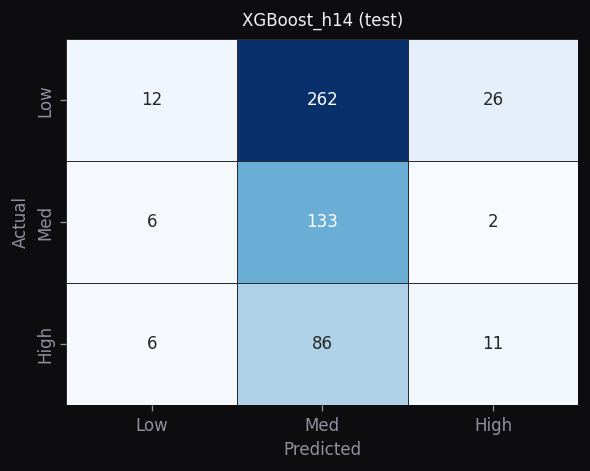 XGBoost_h14 (test)
Actual
Low
12 262 26
Med
6 133 2
High
6 86 11
Low Med High
Predicted